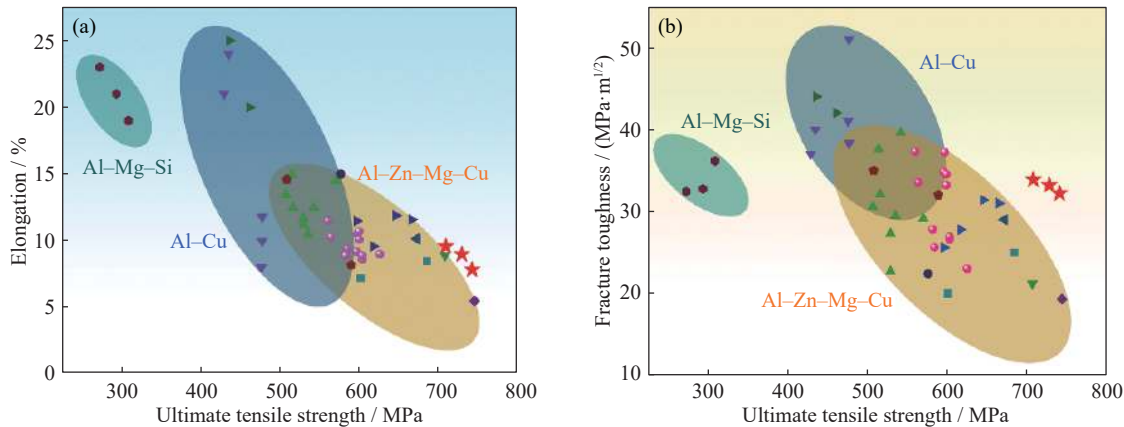 (a)
Elongation / %
25
20
15
10
5
0
Al–Mg–Si
Al–Cu
Al–Zn–Mg–Cu
300
400
500
600
700
800
Ultimate tensile strength / MPa
(b)
Fracture toughness / (MPa·m^{1/2})
50
40
30
20
10
Al–Cu
Al–Mg–Si
Al–Zn–Mg–Cu
300
400
500
600
700
800
Ultimate tensile strength / MPa